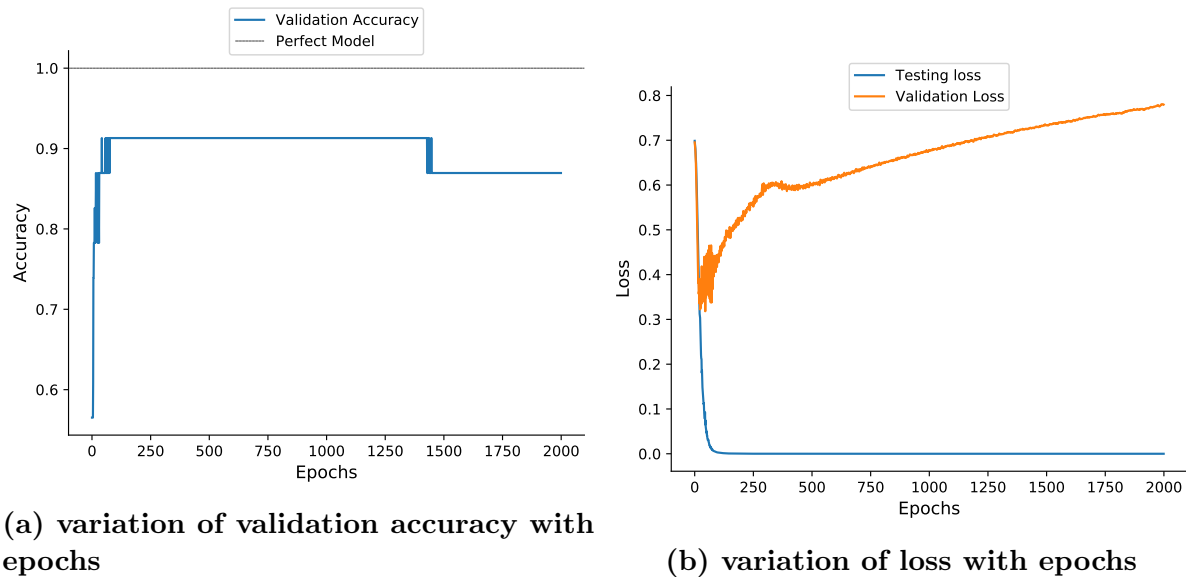 Validation Accuracy
Perfect Model
1.0
0.9
0.8
0.7
0.6
Accuracy
0 250 500 750 1000 1250 1500 1750 2000
Epochs
(a) variation of validation accuracy with
epochs
Testing loss
Validation Loss
0.8
0.7
0.6
0.5
0.4
0.3
0.2
0.1
0.0
Loss
0 250 500 750 1000 1250 1500 1750 2000
Epochs
(b) variation of loss with epochs